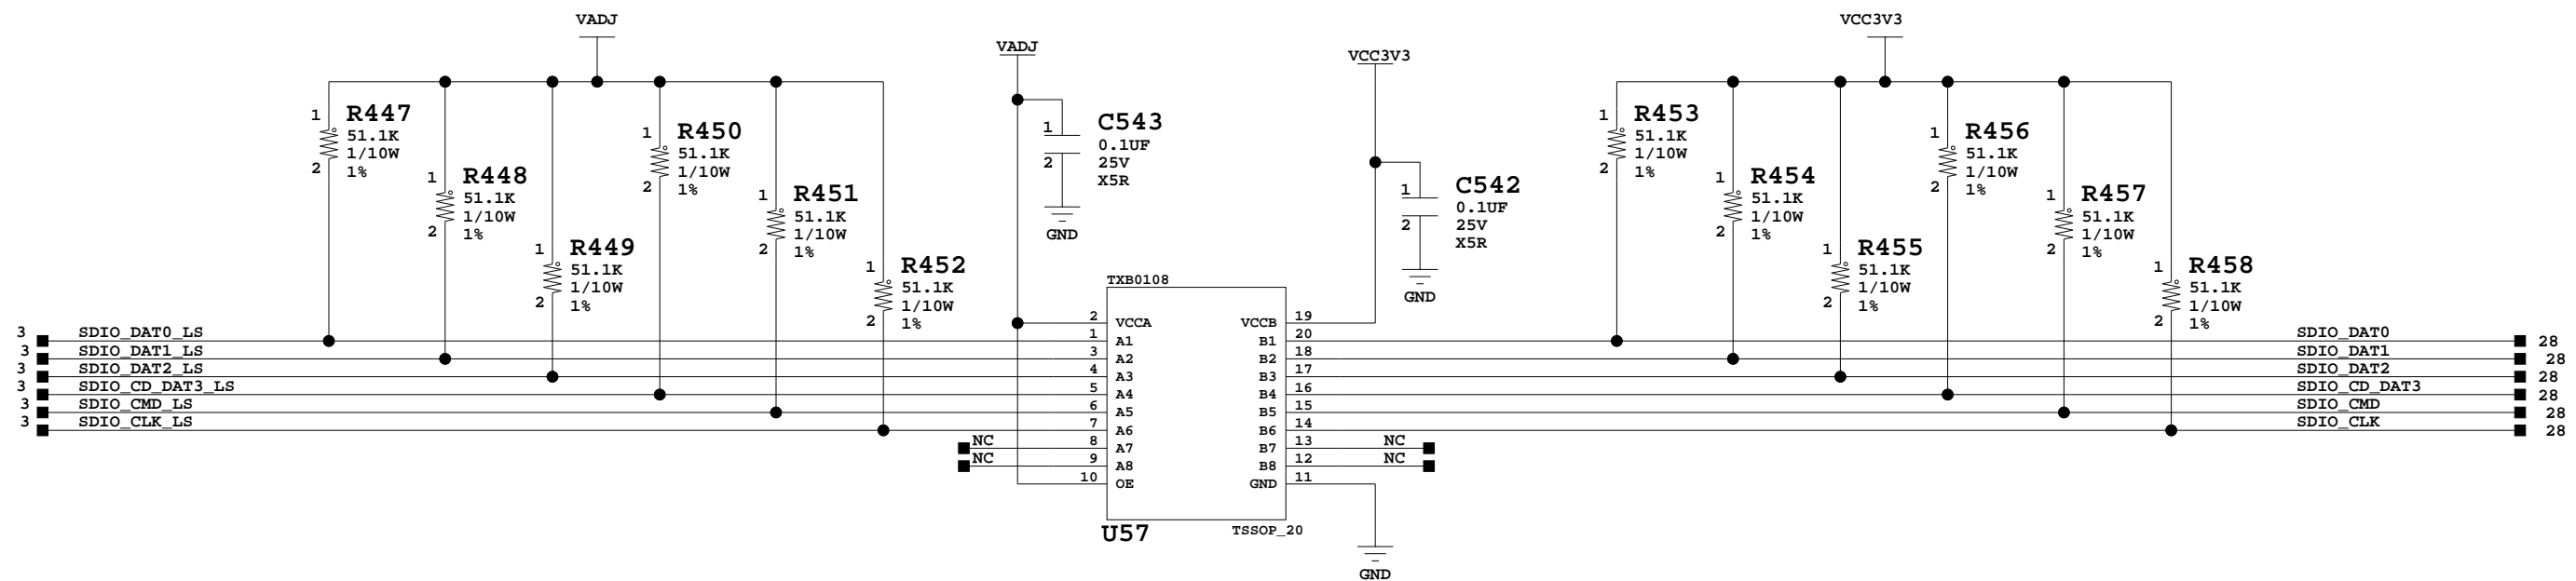 VADJ
R447
1
51.1K
1/10W
2
1%
R448
1
51.1K
1/10W
2
1%
R449
1
51.1K
1/10W
2
1%
R450
1
51.1K
1/10W
2
1%
R451
1
51.1K
1/10W
2
1%
R452
1
51.1K
1/10W
2
1%
VADJ
C543
1
0.1UF
2
25V
X5R
GND
VCC3V3
C542
1
0.1UF
2
25V
X5R
GND
VCC3V3
R453
1
51.1K
1/10W
2
1%
R454
1
51.1K
1/10W
2
1%
R455
1
51.1K
1/10W
2
1%
R456
1
51.1K
1/10W
2
1%
R457
1
51.1K
1/10W
2
1%
R458
1
51.1K
1/10W
2
1%
3 SDIO_DAT0_LS
3 SDIO_DAT1_LS
3 SDIO_DAT2_LS
3 SDIO_CD_DAT3_LS
3 SDIO_CMD_LS
3 SDIO_CLK_LS
NC
NC
TXB0108
2 VCCA VCCB 19
1 A1 B1 20
3 A2 B2 18
4 A3 B3 17
5 A4 B4 16
6 A5 B5 15
7 A6 B6 14
8 A7 B7 13
9 A8 B8 12
10 OE GND 11
U57 TSSOP_20
NC
NC
GND
SDIO_DAT0 28
SDIO_DAT1 28
SDIO_DAT2 28
SDIO_CD_DAT3 28
SDIO_CMD 28
SDIO_CLK 28